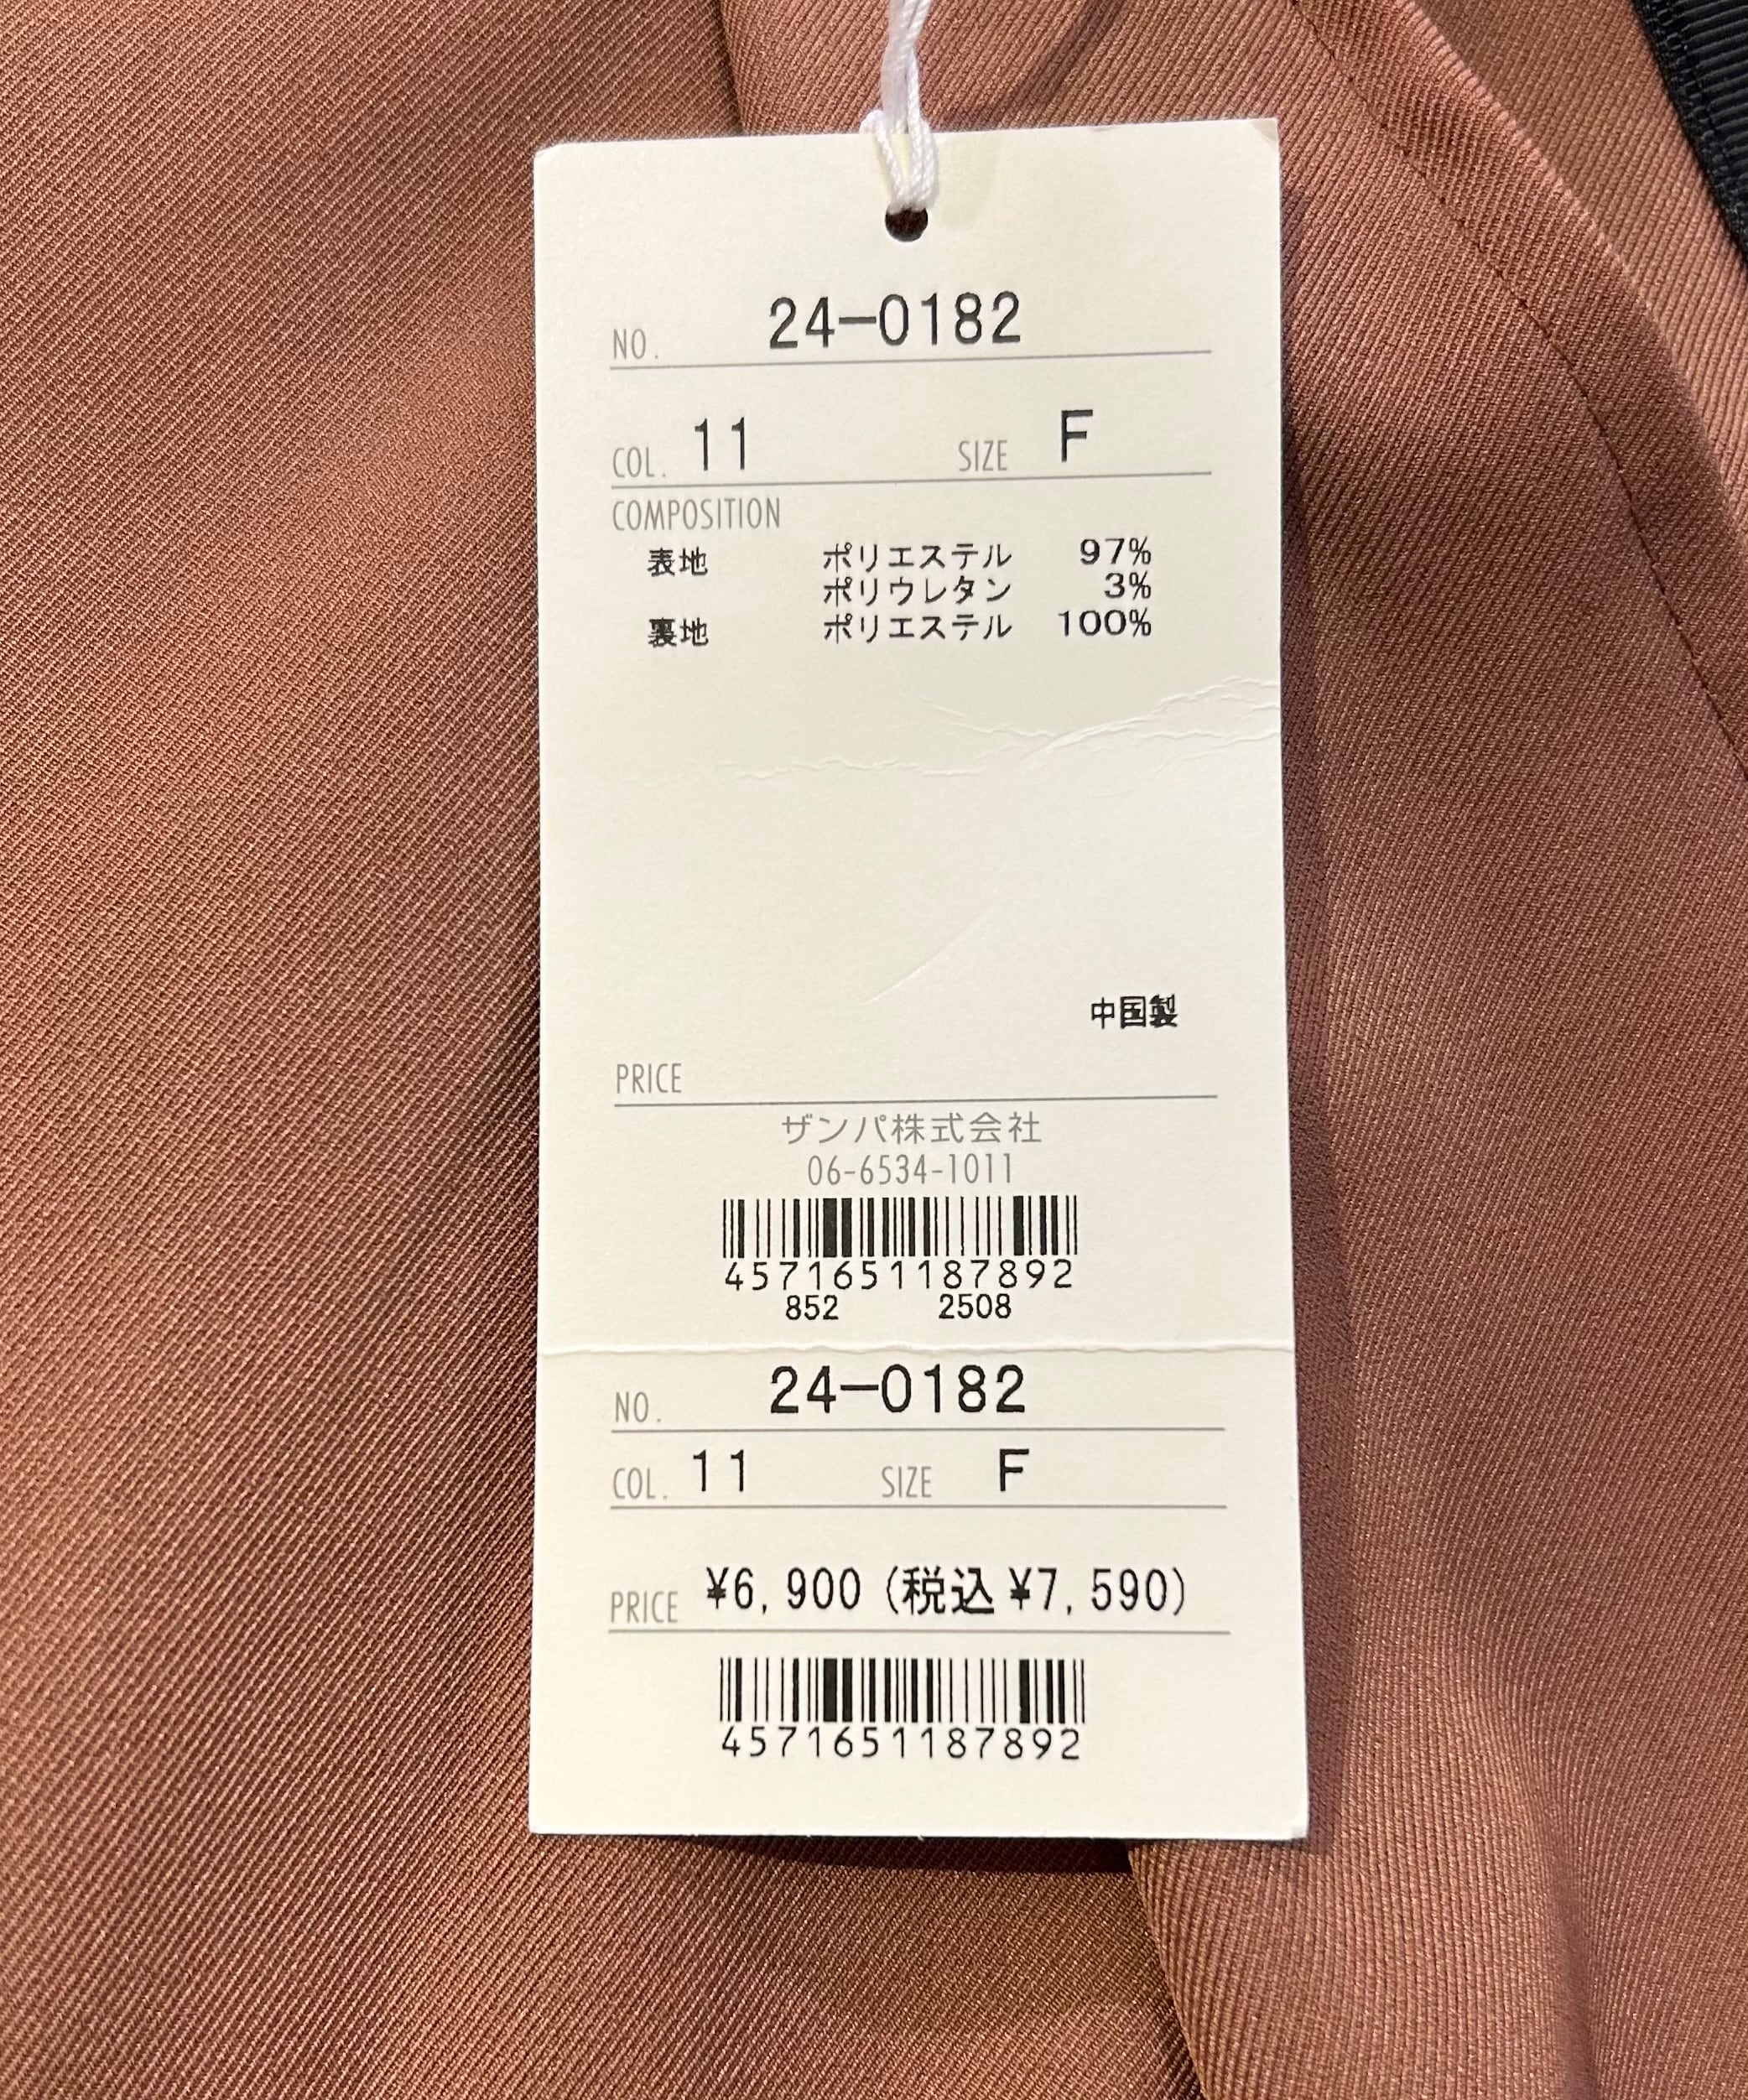 NO. 24-0182
COL. 11 SIZE F
COMPOSITION
表地 ポリエステル 97%
ポリウレタン 3%
裏地 ポリエステル 100%
中国製
PRICE
ザンパ株式会社
06-6534-1011
4571651187892
852 2508
NO. 24-0182
COL. 11 SIZE F
PRICE ¥6,900(税込¥7,590)
4571651187892